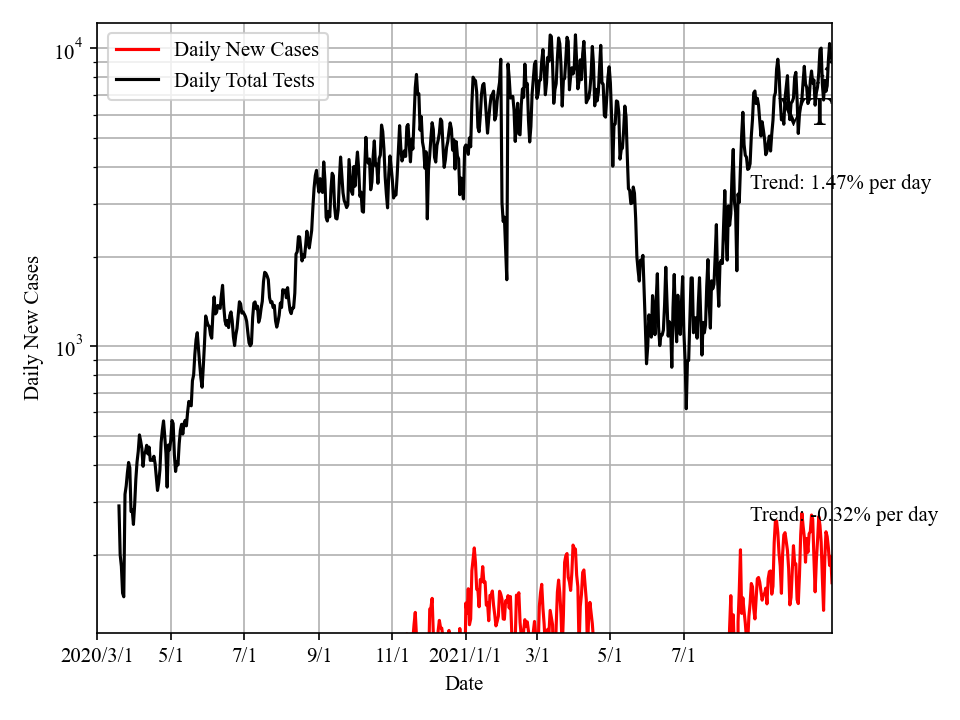 Daily New Cases
Daily Total Tests
10^4
10^3
Daily New Cases
Trend: 1.47% per day
Trend: -0.32% per day
2020/3/1 5/1 7/1 9/1 11/1 2021/1/1 3/1 5/1 7/1
Date